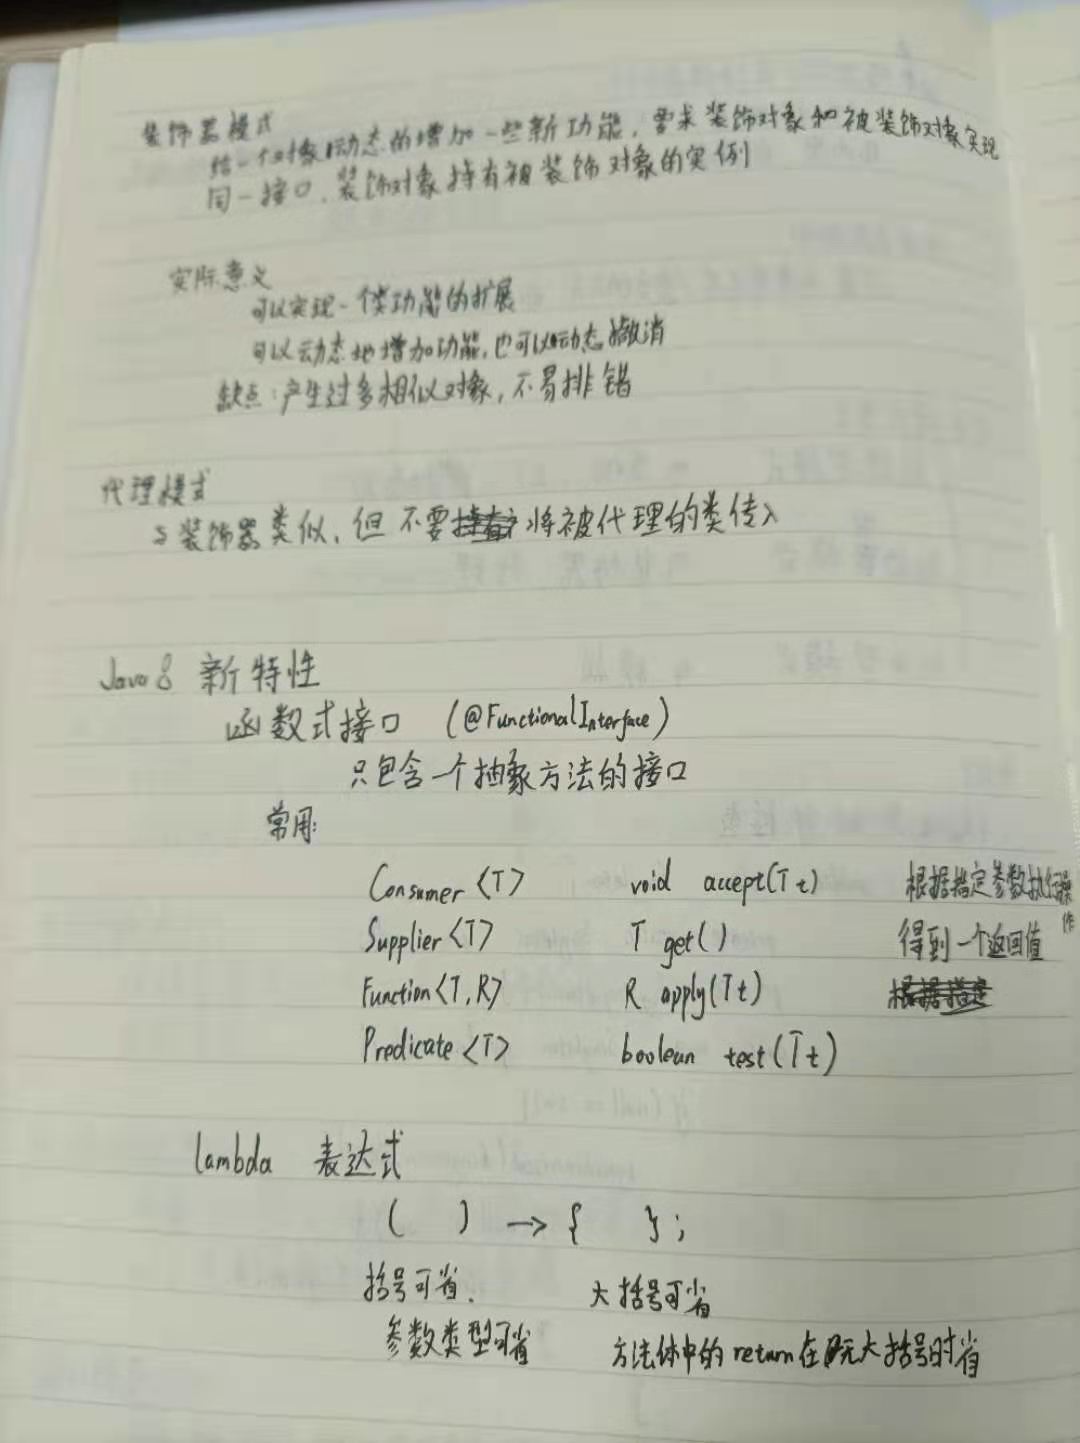 装饰器模式
给一个对象动态的增加一些新功能，要求装饰对象和被装饰对象实现
同一接口，装饰对象持有被装饰对象的实例
实际意义
可以实现一个类功能的扩展
可以动态地增加功能，也可以动态撤消
缺点：产生过多相似对象，不易排错
代理模式
与装饰器类似，但不要将被代理的类传入
Java8 新特性
函数式接口 (@FunctionalInterface)
只包含一个抽象方法的接口
常用:
Consumer<T> void accept(T t) 根据指定参数执行操作
Supplier<T> T get() 得到一个返回值
Function<T,R> R apply(T t) 根据指定
Predicate<T> boolean test(T t)
lambda 表达式
( ) → { };
括号可省. 大括号可省
参数类型可省 方法体中的return在无大括号时省